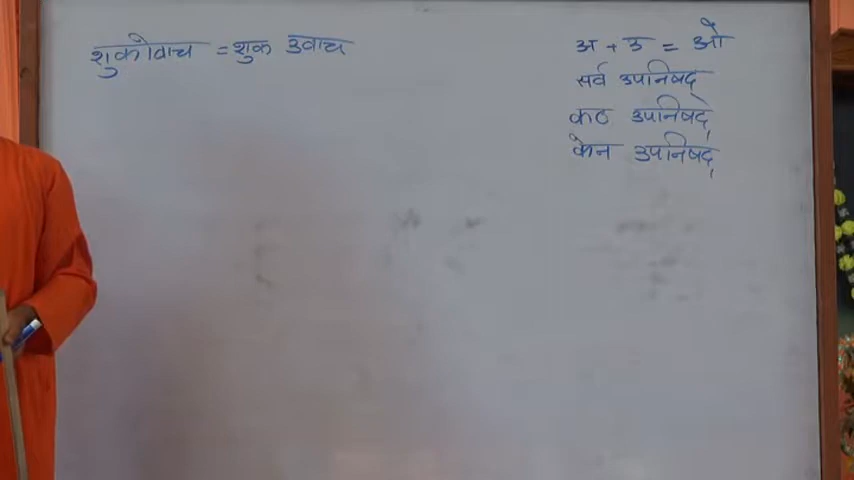 शुकोवाच = शुक उवाच
अ + उ = ओ
सर्व उपनिषद्
कठ उपनिषद्
केन उपनिषद्